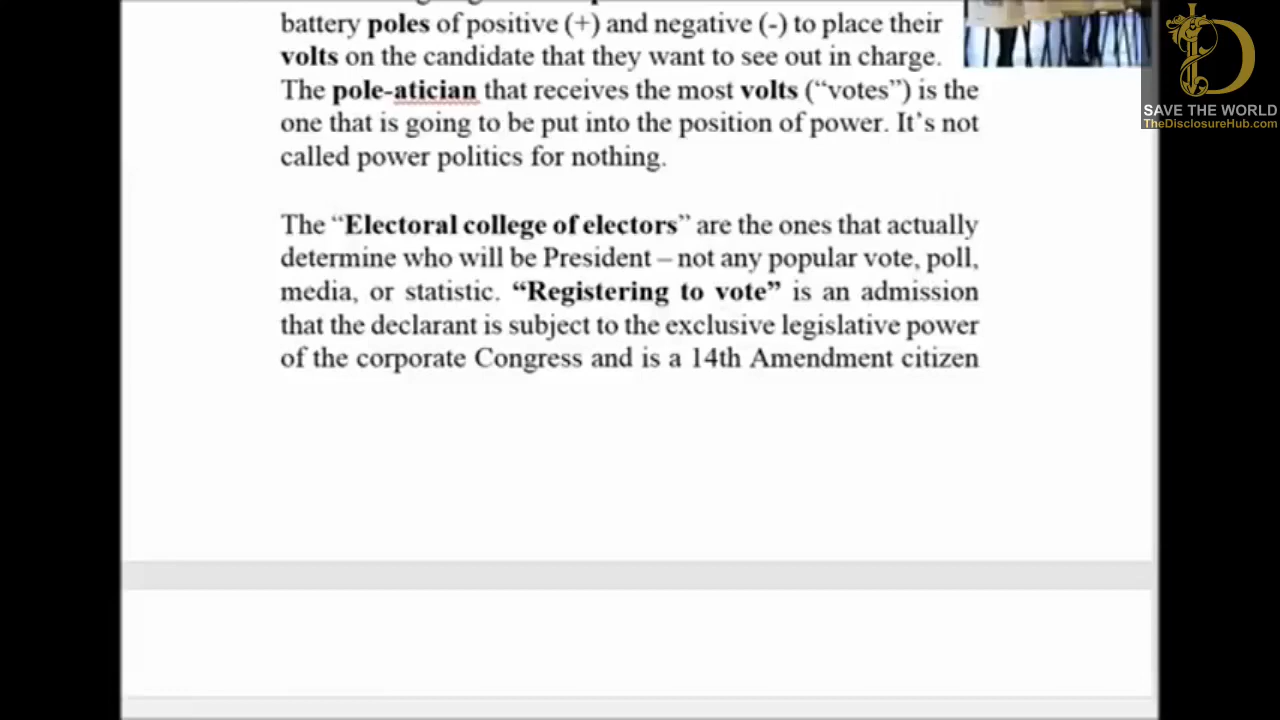 battery poles of positive (+) and negative (-) to place their
volts on the candidate that they want to see out in charge.
The pole-atician that receives the most volts (“votes”) is the
one that is going to be put into the position of power. It’s not
called power politics for nothing.
The “Electoral college of electors” are the ones that actually
determine who will be President – not any popular vote, poll,
media, or statistic. “Registering to vote” is an admission
that the declarant is subject to the exclusive legislative power
of the corporate Congress and is a 14th Amendment citizen
SAVE THE WORLD
TheDisclosureHub.com